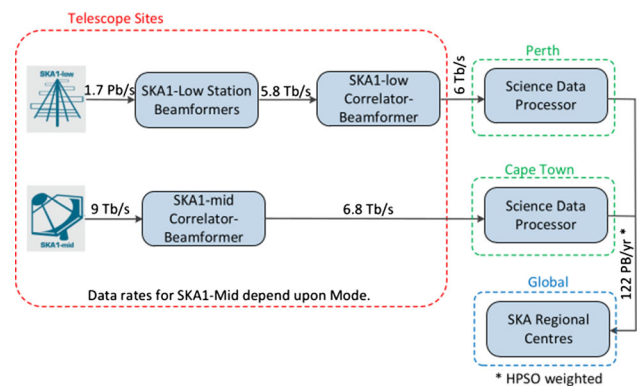 Telescope Sites
SKA1-low
1.7 Pb/s
SKA1-Low Station
Beamformers
5.8 Tb/s
SKA1-low
Correlator-
Beamformer
6 Tb/s
Perth
Science Data
Processor
SKA1-mid
9 Tb/s
SKA1-mid
Correlator-
Beamformer
6.8 Tb/s
Cape Town
Science Data
Processor
122 PB/yr *
Data rates for SKA1-Mid depend upon Mode.
Global
SKA Regional
Centres
* HPSO weighted